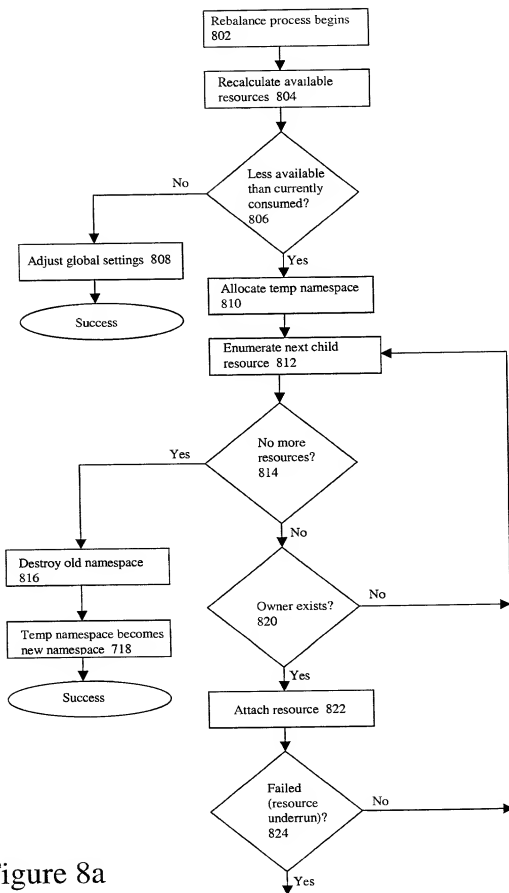 Rebalance process begins
802
Recalculate available
resources 804
Less available
than currently
consumed?
806
No
Yes
Adjust global settings 808
Success
Allocate temp namespace
810
Enumerate next child
resource 812
No more
resources?
814
Yes
No
Destroy old namespace
816
Temp namespace becomes
new namespace 718
Success
Owner exists?
820
No
Yes
Attach resource 822
Failed
(resource
underrun)?
824
No
Yes
igure 8a